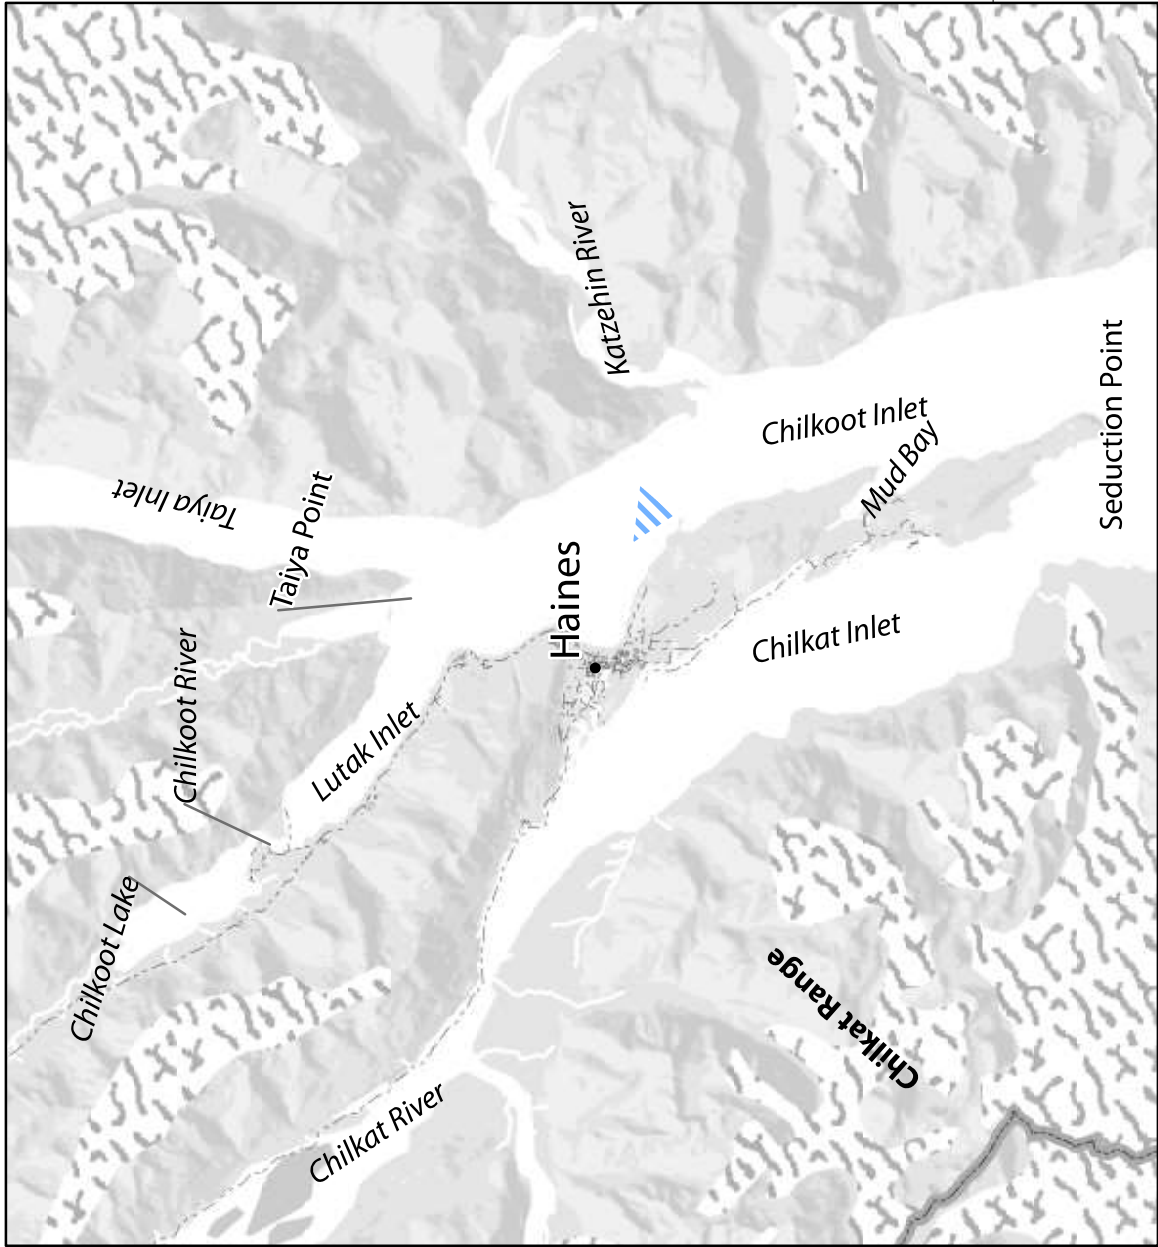 Katzehin River
Chilkoot Inlet
Mud Bay
Seduction Point
Taiya Inlet
Taiya Point
Haines
Chilkat Inlet
Chilkoot River
Lutak Inlet
Chilkoot Lake
Chilkat Range
Chilkat River